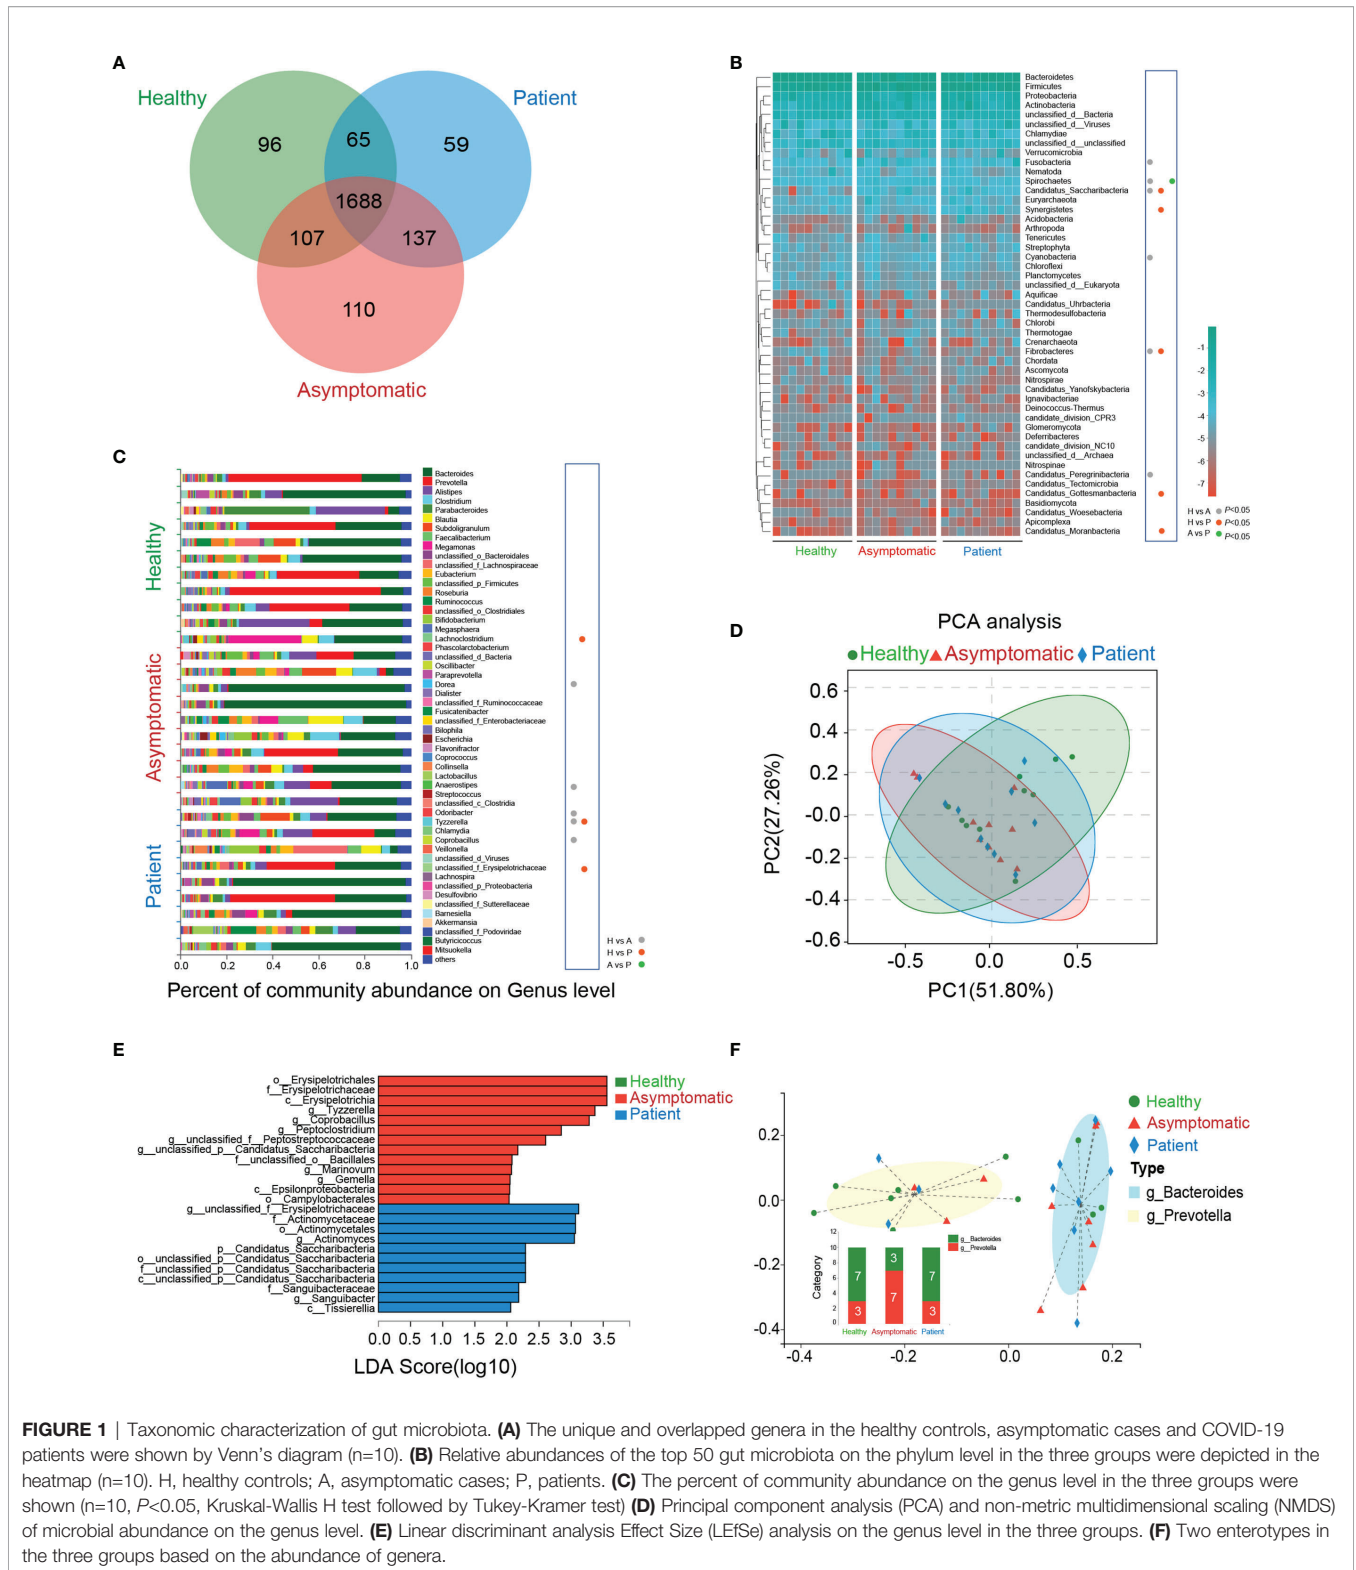 A
Healthy
Patient
96
65
59
1688
107
137
110
Asymptomatic
B
Bacteroidetes
Firmicutes
Proteobacteria
Actinobacteria
unclassified_d__Bacteria
unclassified_d__Viruses
Chlamydiae
unclassified_d__unclassified
Verrucomicrobia
Fusobacteria
Nematoda
Spirochaetes
Candidatus_Saccharibacteria
Euryarchaeota
Synergistetes
Acidobacteria
Arthropoda
Tenericutes
Streptophyta
Cyanobacteria
Chloroflexi
Planctomycetes
unclassified_d__Eukaryota
Aquificae
Candidatus_Uhrbacteria
Thermodesulfobacteria
Chlorobi
Thermotogae
Crenarchaeota
Fibrobacteres
Chordata
Ascomycota
Nitrospirae
Candidatus_Yanofskybacteria
Ignavibacteriae
Deinococcus-Thermus
candidate_division_CPR3
Glomeromycota
Deferribacteres
candidate_division_NC10
unclassified_d__Archaea
Nitrospinae
Candidatus_Peregrinibacteria
Candidatus_Tectomicrobia
Candidatus_Gottesmanbacteria
Basidiomycota
Candidatus_Woesebacteria
Apicomplexa
Candidatus_Moranbacteria
Healthy
Asymptomatic
Patient
-1
-2
-3
-4
-5
-6
-7
H vs A P<0.05
H vs P P<0.05
A vs P P<0.05
C
Healthy
Asymptomatic
Patient
Bacteroides
Prevotella
Alistipes
Clostridium
Parabacteroides
Blautia
Subdoligranulum
Faecalibacterium
Megamonas
unclassified_o_Bacteroidales
unclassified_f_Lachnospiraceae
Eubacterium
unclassified_p_Firmicutes
Roseburia
Ruminococcus
unclassified_o_Clostridiales
Bifidobacterium
Megasphaera
Lachnoclostridium
Phascolarctobacterium
unclassified_d_Bacteria
Oscillibacter
Paraprevotella
Dorea
Dialister
unclassified_f_Ruminococcaceae
Fusicatenibacter
unclassified_f_Enterobacteriaceae
Bilophila
Escherichia
Flavonifractor
Coprococcus
Collinsella
Lactobacillus
Anaerostipes
Streptococcus
unclassified_c_Clostridia
Odoribacter
Tyzzerella
Chlamydia
Coprobacillus
Veillonella
unclassified_d_Viruses
unclassified_f_Erysipelotrichaceae
Lachnospira
unclassified_p_Proteobacteria
Desulfovibrio
unclassified_f_Sutterellaceae
Barnesiella
Akkermansia
unclassified_f_Podoviridae
Butyricicoccus
Mitsuokella
others
H vs A
H vs P
A vs P
0.0 0.2 0.4 0.6 0.8 1.0
Percent of community abundance on Genus level
D
PCA analysis
Healthy Asymptomatic Patient
PC2(27.26%)
0.6
0.4
0.2
-0.0
-0.2
-0.4
-0.6
-0.5 0.0 0.5
PC1(51.80%)
E
o__Erysipelotrichales
f__Erysipelotrichaceae
c__Erysipelotrichia
g__Tyzzerella
g__Coprobacillus
g__Peptoclostridium
g__unclassified_f__Peptostreptococcaceae
g__unclassified_p__Candidatus_Saccharibacteria
f__unclassified_o__Bacillales
g__Marinovum
g__Gemella
c__Epsilonproteobacteria
o__Campylobacterales
g__unclassified_f__Erysipelotrichaceae
f__Actinomycetaceae
o__Actinomycetales
g__Actinomyces
p__Candidatus_Saccharibacteria
o__unclassified_p__Candidatus_Saccharibacteria
f__unclassified_p__Candidatus_Saccharibacteria
c__unclassified_p__Candidatus_Saccharibacteria
f__Sanguibacteraceae
g__Sanguibacter
c__Tissierellia
Healthy
Asymptomatic
Patient
0.0 0.5 1.0 1.5 2.0 2.5 3.0 3.5
LDA Score(log10)
F
Healthy
Asymptomatic
Patient
Type
g_Bacteroides
g_Prevotella
0.2
0.0
-0.2
-0.4
-0.4 -0.2 0.0 0.2
Category
12
10
8
6
4
2
0
7
3
3
7
7
3
Healthy Asymptomatic Patient
g__Bacteroides
g__Prevotella
FIGURE 1 | Taxonomic characterization of gut microbiota. (A) The unique and overlapped genera in the healthy controls, asymptomatic cases and COVID-19
patients were shown by Venn's diagram (n=10). (B) Relative abundances of the top 50 gut microbiota on the phylum level in the three groups were depicted in the
heatmap (n=10). H, healthy controls; A, asymptomatic cases; P, patients. (C) The percent of community abundance on the genus level in the three groups were
shown (n=10, P<0.05, Kruskal-Wallis H test followed by Tukey-Kramer test) (D) Principal component analysis (PCA) and non-metric multidimensional scaling (NMDS)
of microbial abundance on the genus level. (E) Linear discriminant analysis Effect Size (LEfSe) analysis on the genus level in the three groups. (F) Two enterotypes in
the three groups based on the abundance of genera.